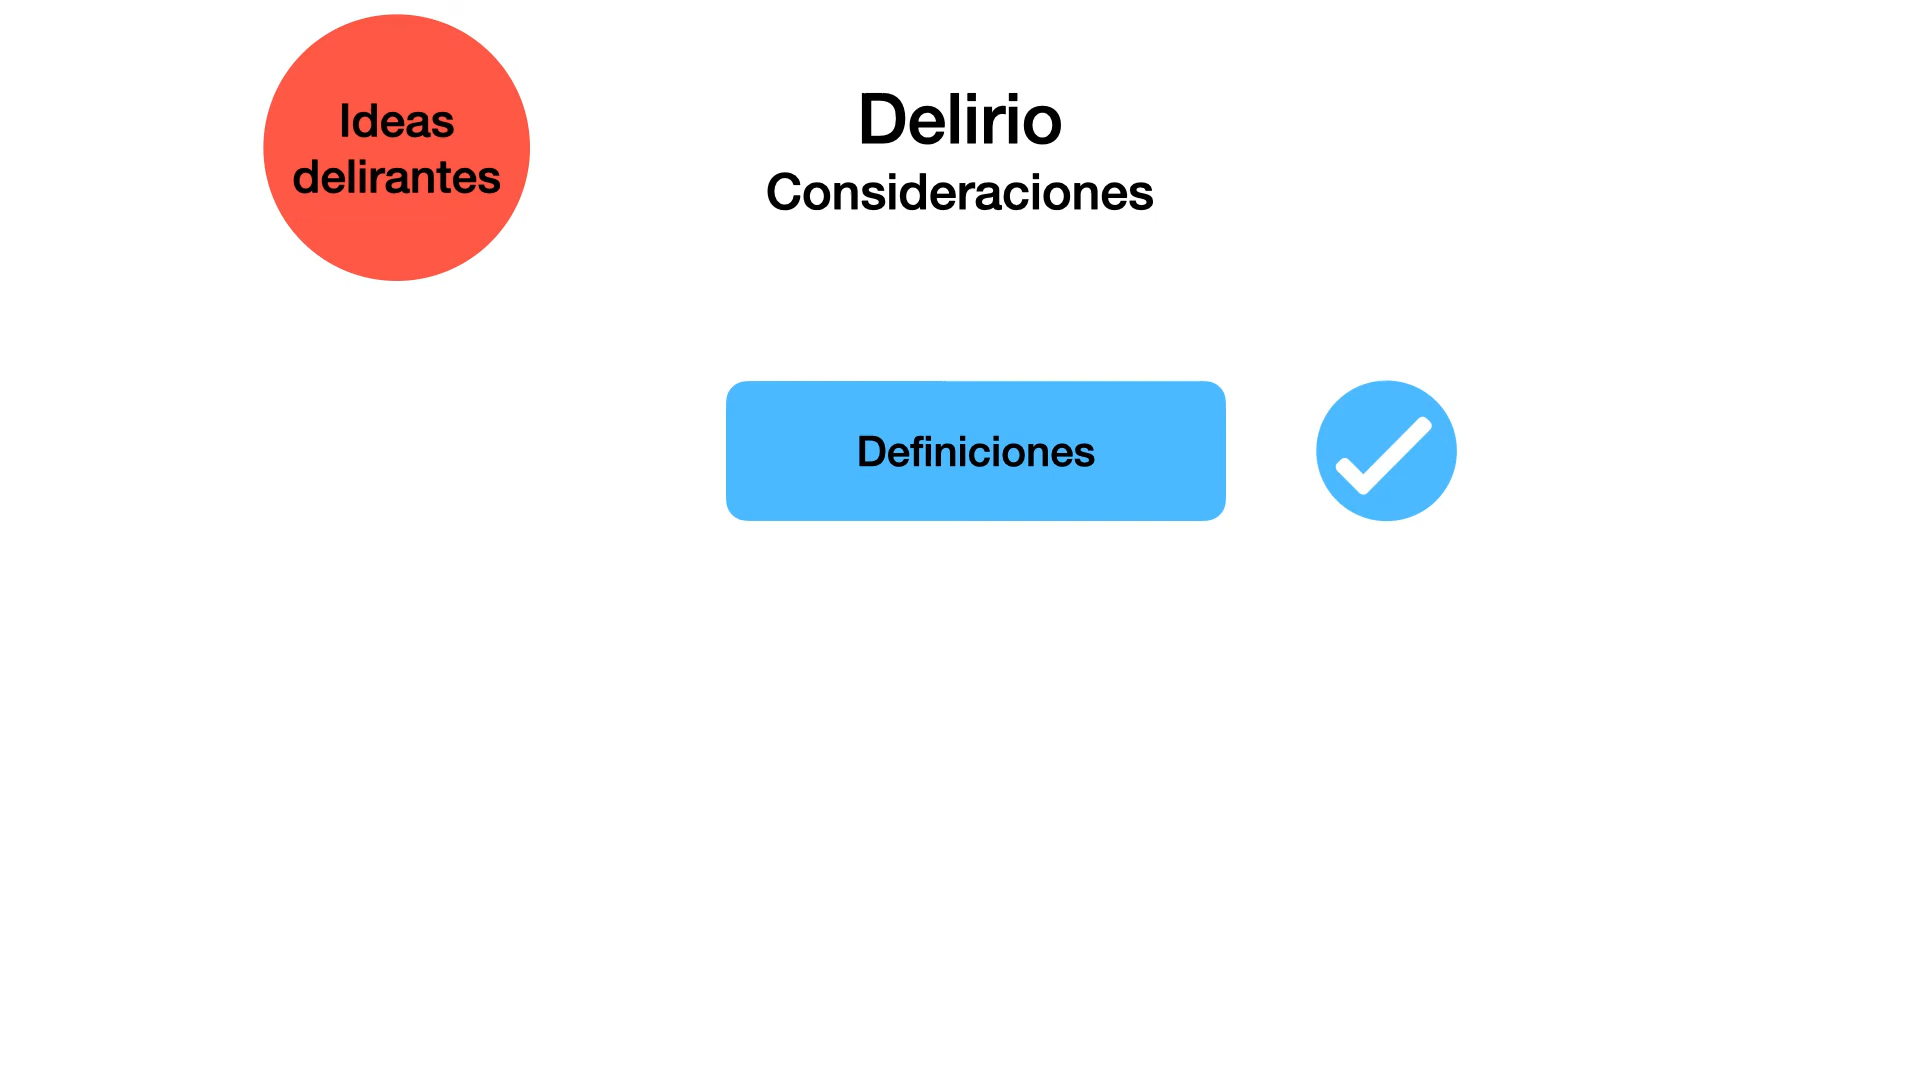 Ideas
delirantes
Delirio
Consideraciones
Definiciones